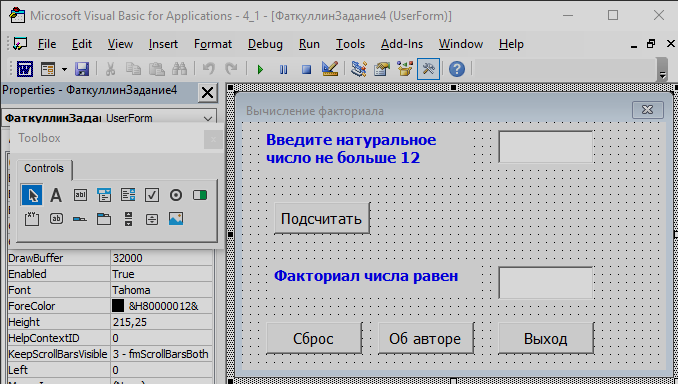 Microsoft Visual Basic for Applications - 4_1 - [ФаткуллинЗадание4 (UserForm)]
File Edit View Insert Format Debug Run Tools Add-Ins Window Help
Properties - ФаткуллинЗадание4
ФаткуллинЗадан UserForm
Toolbox
Controls
DrawBuffer 32000
Enabled True
Font Tahoma
ForeColor &H80000012&
Height 215,25
HelpContextID 0
KeepScrollBarsVisible 3 - fmScrollBarsBoth
Left 0
Вычисление факториала
Введите натуральное
число не больше 12
Подсчитать
Факториал числа равен
Сброс Об авторе Выход